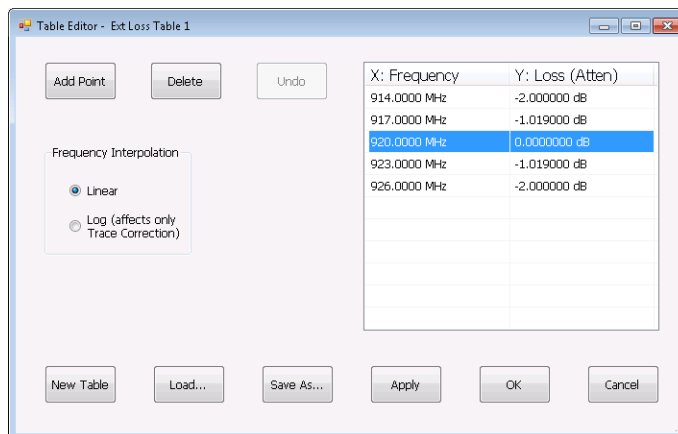 Table Editor - Ext Loss Table 1
Add Point Delete Undo
X: Frequency Y: Loss (Atten)
914.0000 MHz -2.000000 dB
917.0000 MHz -1.019000 dB
920.0000 MHz 0.0000000 dB
923.0000 MHz -1.019000 dB
926.0000 MHz -2.000000 dB
Frequency Interpolation
Linear
Log (affects only
Trace Correction)
New Table Load... Save As... Apply OK Cancel